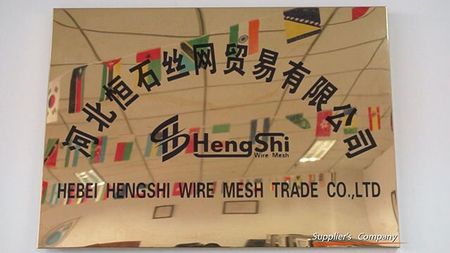 河北恒石丝网贸易有限公司
HengShi
Wire Mesh
HEBEI HENGSHI WIRE MESH TRADE CO.,LTD
Supplier's Company